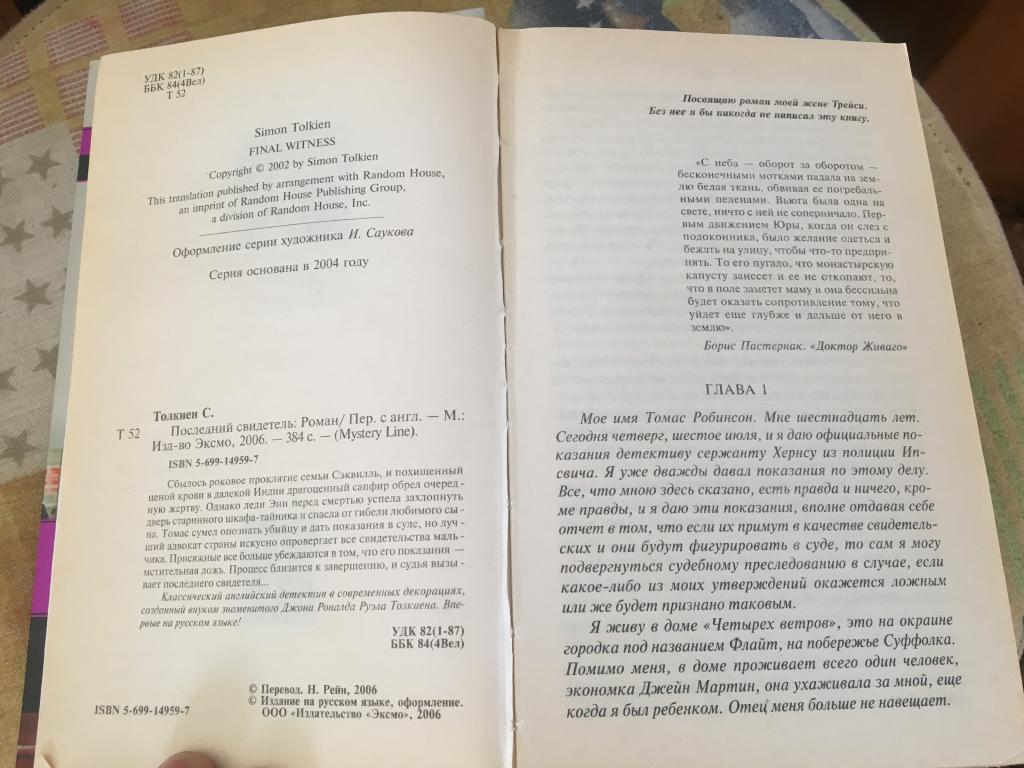 УДК 82(1-87)
ББК 84(4Вел)
Т 52
Simon Tolkien
FINAL WITNESS
Copyright © 2002 by Simon Tolkien
This translation published by arrangement with Random House,
an imprint of Random House Publishing Group,
a division of Random House, Inc.
Оформление серии художника И. Саукова
Серия основана в 2004 году
Толкиен С.
Т 52 Последний свидетель: Роман/ Пер. с англ. — М.:
Изд-во Эксмо, 2006. — 384 с. — (Mystery Line).
ISBN 5-699-14959-7
Сбылось роковое проклятие семьи Сэквилль, и похищенный
ценой крови в далекой Индии драгоценный сапфир обрел очеред-
ную жертву. Однако леди Энн перед смертью успела захлопнуть
дверь старинного шкафа-тайника и спасла от гибели любимого сы-
на. Томас сумел опознать убийцу и дать показания в суде, но луч-
ший адвокат страны искусно опровергает все свидетельства маль-
чика. Присяжные все больше убеждаются в том, что его показания —
мстительная ложь. Процесс близится к завершению, и судья вызы-
вает последнего свидетеля...
Классический английский детектив в современных декорациях,
созданный внуком знаменитого Джона Роналда Руэла Толкиена. Впе-
рвые на русском языке!
УДК 82(1-87)
ББК 84(4Вел)
© Перевод. Н. Рейн, 2006
© Издание на русском языке, оформление.
ООО «Издательство «Эксмо», 2006
ISBN 5-699-14959-7
Посвящаю роман моей жене Трейси.
Без нее я бы никогда не написал эту книгу.
«С неба — оборот за оборотом —
бесконечными мотками падала на зем-
лю белая ткань, обвивая ее погребаль-
ными пеленами. Вьюга была одна на
свете, ничто с ней не соперничало. Пер-
вым движением Юры, когда он слез с
подоконника, было желание одеться и
бежать на улицу, чтобы что-то предпри-
нять. То его пугало, что монастырскую
капусту занесет и ее не откопают, то,
что в поле заметет маму и она бессильна
будет оказать сопротивление тому, что
уйдет еще глубже и дальше от него в
землю».
Борис Пастернак. «Доктор Живаго»
ГЛАВА 1
Мое имя Томас Робинсон. Мне шестнадцать лет.
Сегодня четверг, шестое июля, и я даю официальные по-
казания детективу сержанту Хернсу из полиции Ип-
свича. Я уже дважды давал показания по этому делу.
Все, что мною здесь сказано, есть правда и ничего, кро-
ме правды, и я даю эти показания, вполне отдавая себе
отчет в том, что если их примут в качестве свидетель-
ских и они будут фигурировать в суде, то сам я могу
подвергнуться судебному преследованию в случае, если
какое-либо из моих утверждений окажется ложным
или же будет признано таковым.
Я живу в доме «Четырех ветров», это на окраине
городка под названием Флайт, на побережье Суффолка.
Помимо меня, в доме проживает всего один человек,
экономка Джейн Мартин, она ухаживала за мной, еще
когда я был ребенком. Отец меня больше не навещает.